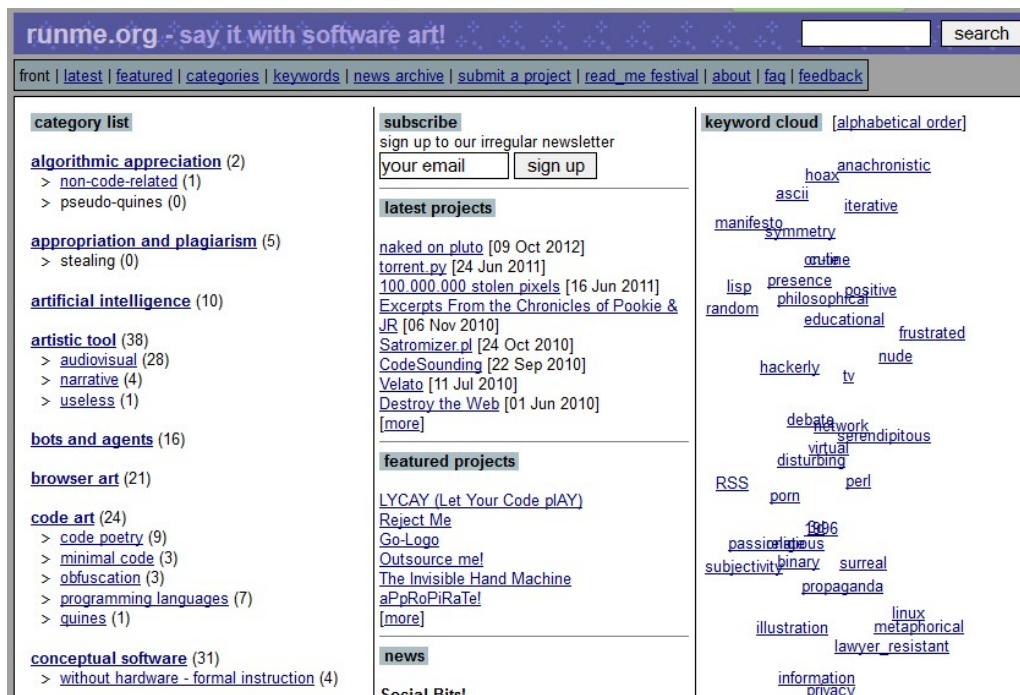 runme.org - say it with software art!
search
front | latest | featured | categories | keywords | news archive | submit a project | read_me festival | about | faq | feedback
category list
algorithmic appreciation (2)
> non-code-related (1)
> pseudo-quines (0)
appropriation and plagiarism (5)
> stealing (0)
artificial intelligence (10)
artistic tool (38)
> audiovisual (28)
> narrative (4)
> useless (1)
bots and agents (16)
browser art (21)
code art (24)
> code poetry (9)
> minimal code (3)
> obfuscation (3)
> programming languages (7)
> quines (1)
conceptual software (31)
> without hardware - formal instruction (4)
subscribe
sign up to our irregular newsletter
your email sign up
latest projects
naked on pluto [09 Oct 2012]
torrent.py [24 Jun 2011]
100.000.000 stolen pixels [16 Jun 2011]
Excerpts From the Chronicles of Pookie &
JR [06 Nov 2010]
Satromizer.pl [24 Oct 2010]
CodeSounding [22 Sep 2010]
Velato [11 Jul 2010]
Destroy the Web [01 Jun 2010]
[more]
featured projects
LYCAY (Let Your Code plAY)
Reject Me
Go-Logo
Outsource me!
The Invisible Hand Machine
aPpRoPiRaTe!
[more]
news
Social Bits!
keyword cloud [alphabetical order]
anachronistic
hoax
ascii
iterative
manifesto
symmetry
presence
lisp
positive
philosophical
random
educational
frustrated
nude
hackerly
tv
debate
network
serendipitous
virtual
disturbing
perl
RSS
porn
1996
passionate
binary
subjectivity
surreal
propaganda
linux
illustration
metaphorical
lawyer_resistant
information
privacy